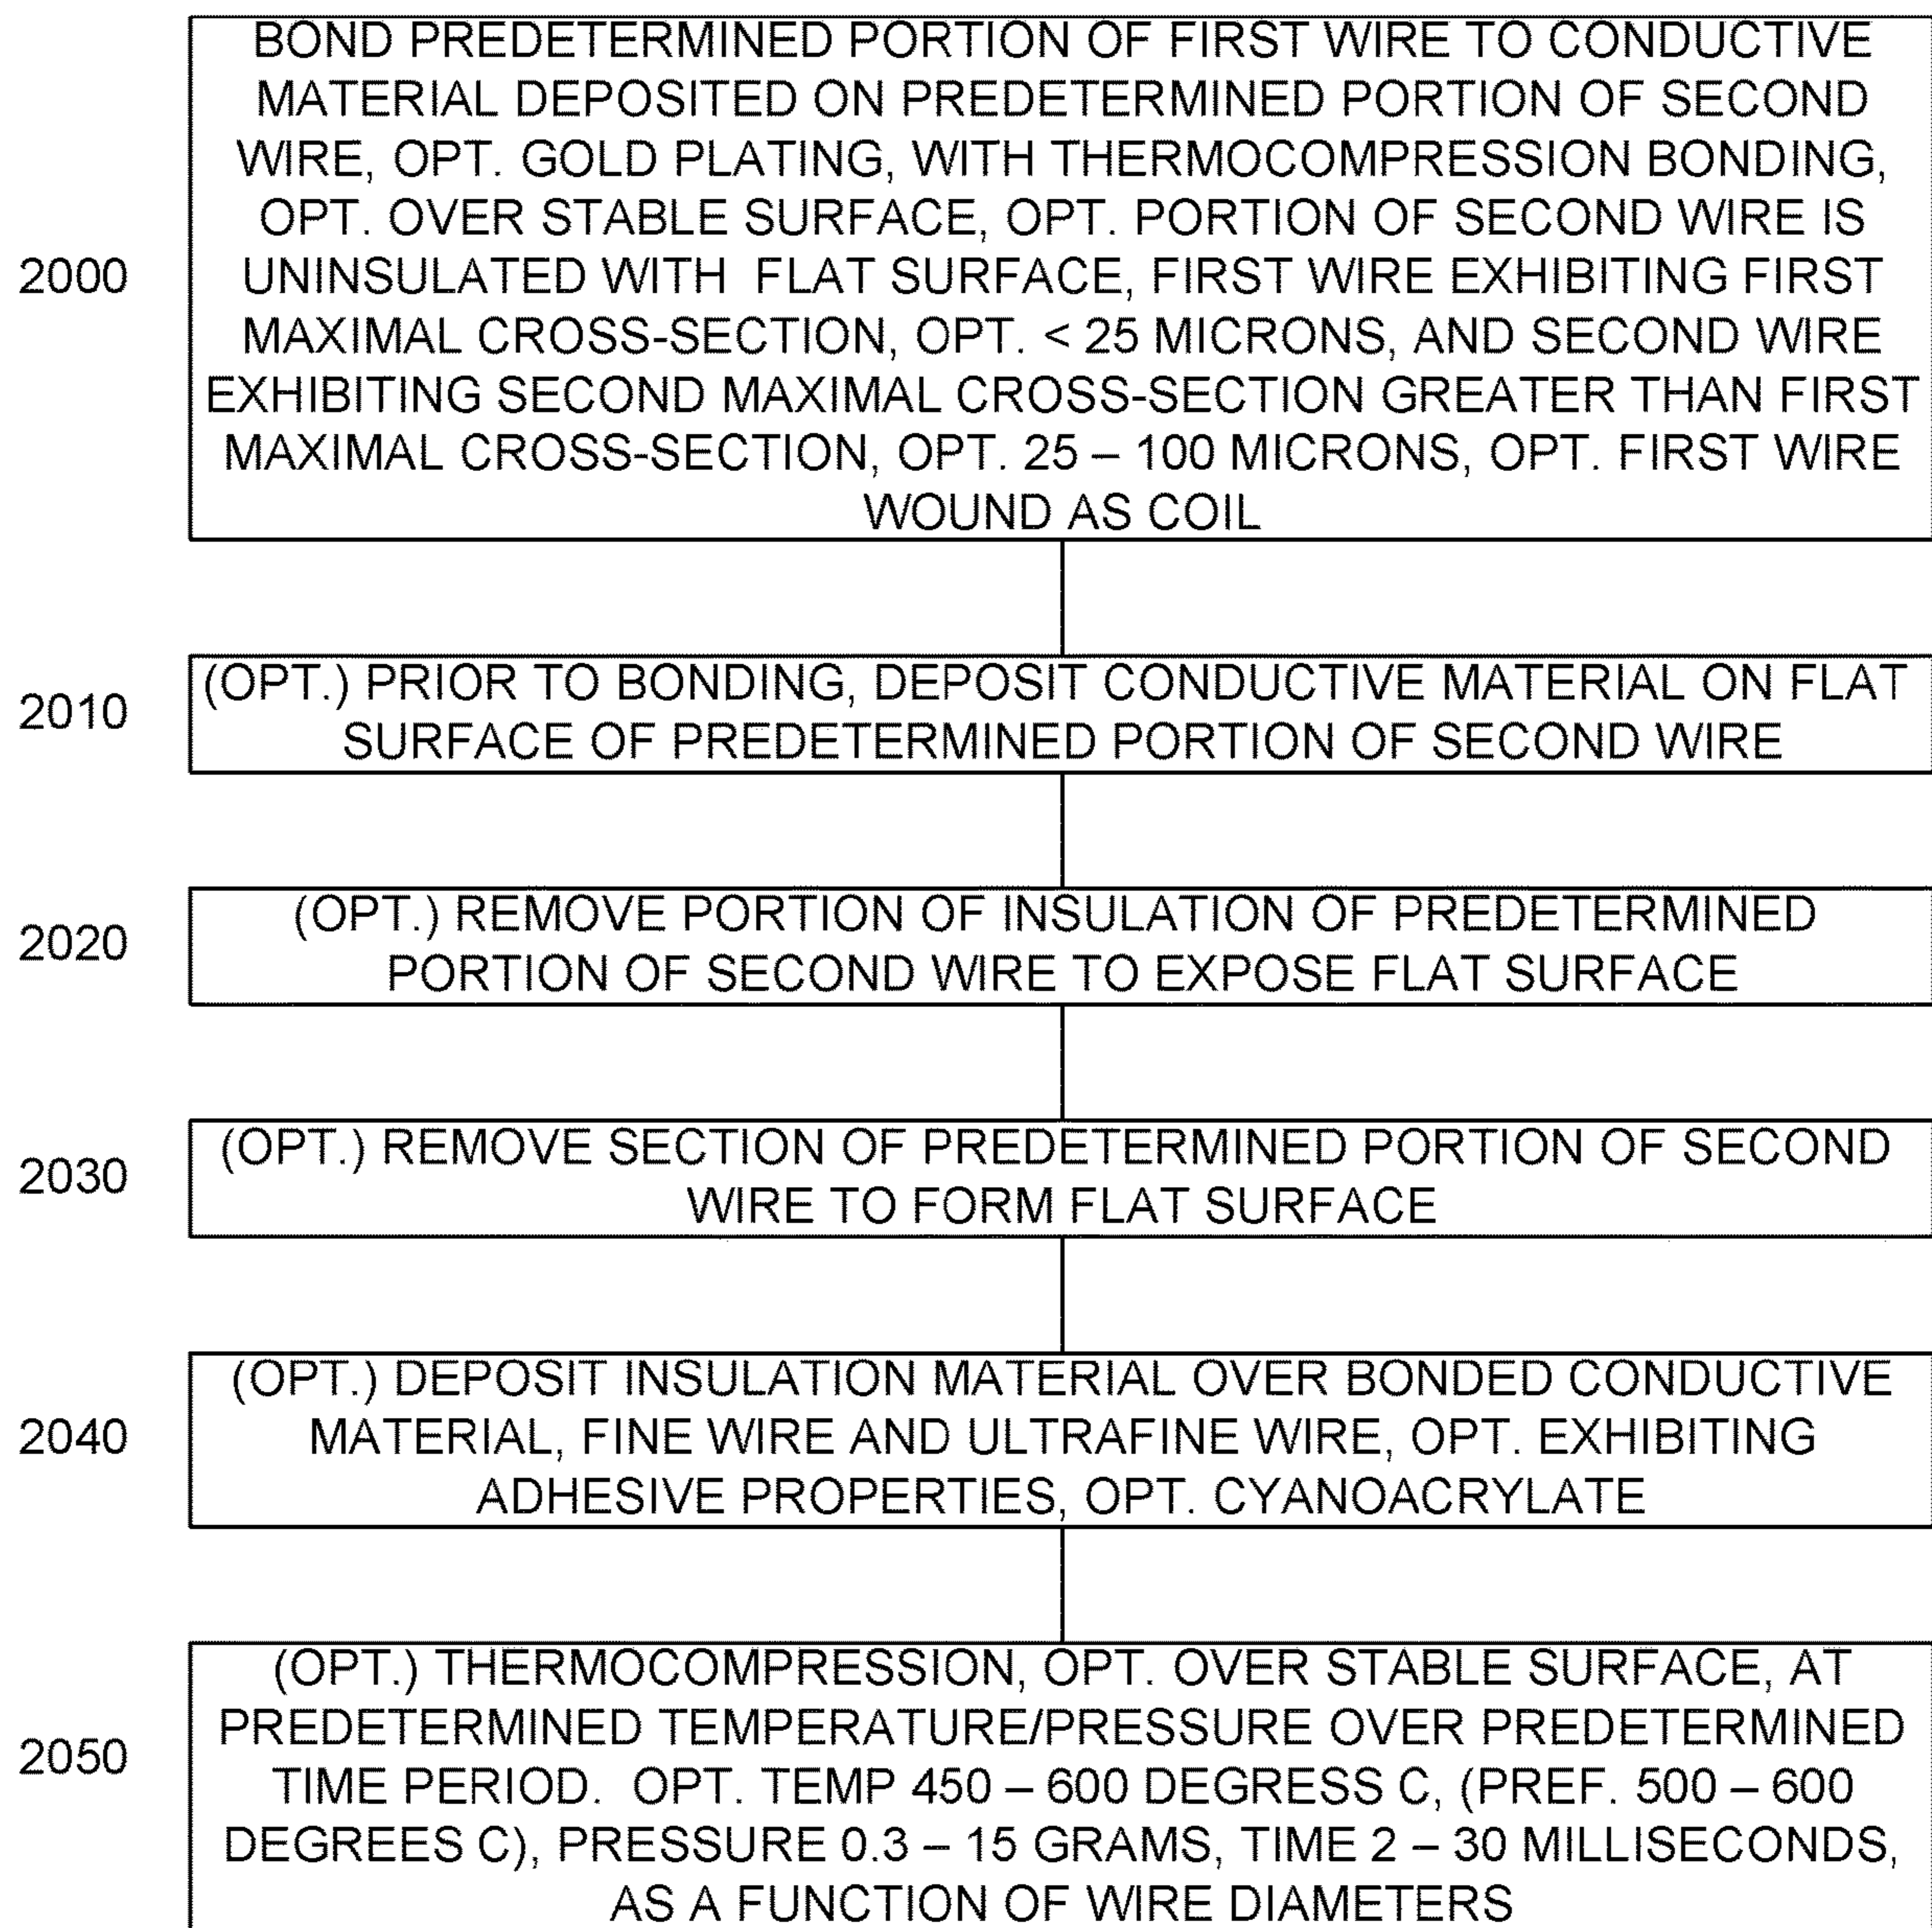 BOND PREDETERMINED PORTION OF FIRST WIRE TO CONDUCTIVE
MATERIAL DEPOSITED ON PREDETERMINED PORTION OF SECOND
WIRE, OPT. GOLD PLATING, WITH THERMOCOMPRESSION BONDING,
OPT. OVER STABLE SURFACE, OPT. PORTION OF SECOND WIRE IS
2000
UNINSULATED WITH FLAT SURFACE, FIRST WIRE EXHIBITING FIRST
MAXIMAL CROSS-SECTION, OPT. < 25 MICRONS, AND SECOND WIRE
EXHIBITING SECOND MAXIMAL CROSS-SECTION GREATER THAN FIRST
MAXIMAL CROSS-SECTION, OPT. 25 – 100 MICRONS, OPT. FIRST WIRE
WOUND AS COIL
2010
(OPT.) PRIOR TO BONDING, DEPOSIT CONDUCTIVE MATERIAL ON FLAT
SURFACE OF PREDETERMINED PORTION OF SECOND WIRE
2020
(OPT.) REMOVE PORTION OF INSULATION OF PREDETERMINED
PORTION OF SECOND WIRE TO EXPOSE FLAT SURFACE
2030
(OPT.) REMOVE SECTION OF PREDETERMINED PORTION OF SECOND
WIRE TO FORM FLAT SURFACE
2040
(OPT.) DEPOSIT INSULATION MATERIAL OVER BONDED CONDUCTIVE
MATERIAL, FINE WIRE AND ULTRAFINE WIRE, OPT. EXHIBITING
ADHESIVE PROPERTIES, OPT. CYANOACRYLATE
2050
(OPT.) THERMOCOMPRESSION, OPT. OVER STABLE SURFACE, AT
PREDETERMINED TEMPERATURE/PRESSURE OVER PREDETERMINED
TIME PERIOD. OPT. TEMP 450 – 600 DEGRESS C, (PREF. 500 – 600
DEGREES C), PRESSURE 0.3 – 15 GRAMS, TIME 2 – 30 MILLISECONDS,
AS A FUNCTION OF WIRE DIAMETERS